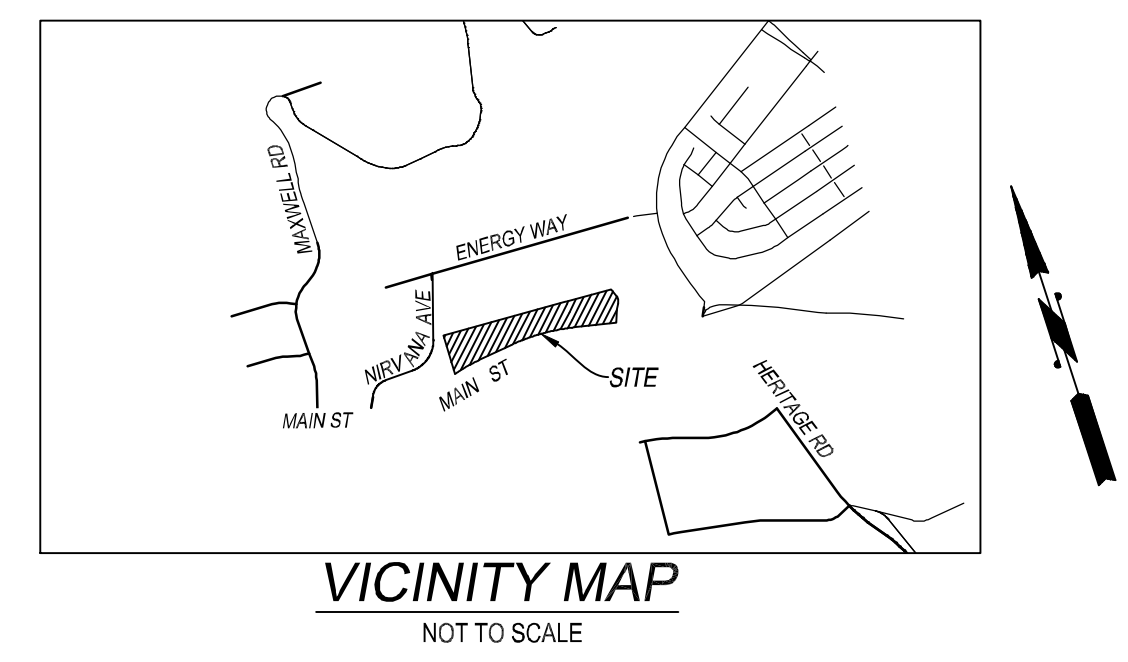 MAXWELL RD
ENERGY WAY
NIRVANA AVE
MAIN ST
SITE
HERITAGE RD
MAIN ST
VICINITY MAP
NOT TO SCALE